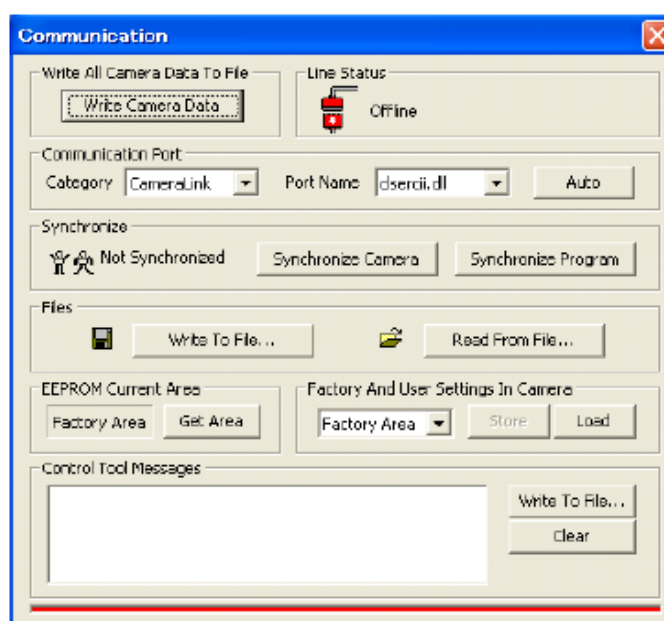 Communication
Write All Camera Data To File
Write Camera Data
Line Status
Offline
Communication Port
Category CameraLink Port Name clsercii.dll Auto
Synchronize
Not Synchronized Synchronize Camera Synchronize Program
Files
Write To File... Read From File...
EEPROM Current Area
Factory Area Get Area
Factory And User Settings In Camera
Factory Area Store Load
Control Tool Messages
Write To File...
Clear